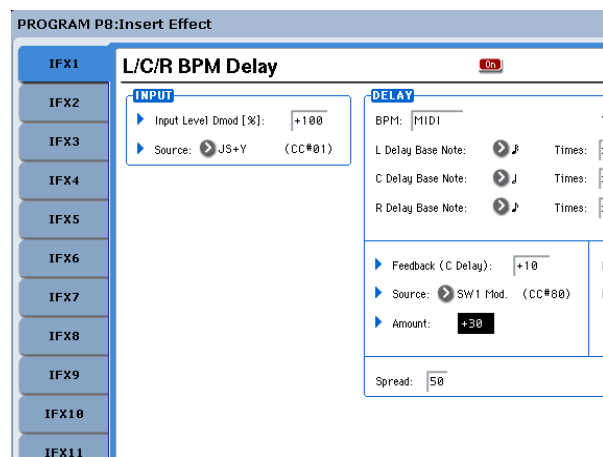 PROGRAM P8:Insert Effect
IFX1
IFX2
IFX3
IFX4
IFX5
IFX6
IFX7
IFX8
IFX9
IFX10
IFX11
L/C/R BPM Delay
On
INPUT
Input Level Dmod [%]: +100
Source: JS+Y (CC#01)
DELAY
BPM: MIDI
L Delay Base Note: Times:
C Delay Base Note: Times:
R Delay Base Note: Times:
Feedback (C Delay): +10
Source: SW1 Mod. (CC#80)
Amount: +30
Spread: 50